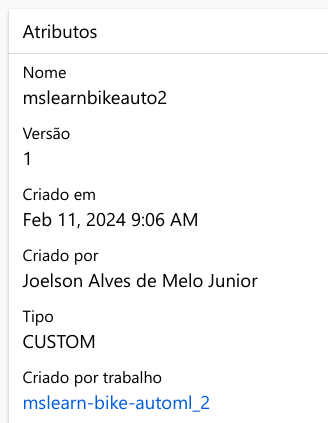 Atributos
Nome
mslearnbikeauto2
Versão
1
Criado em
Feb 11, 2024 9:06 AM
Criado por
Joelson Alves de Melo Junior
Tipo
CUSTOM
Criado por trabalho
mslearn-bike-automl_2